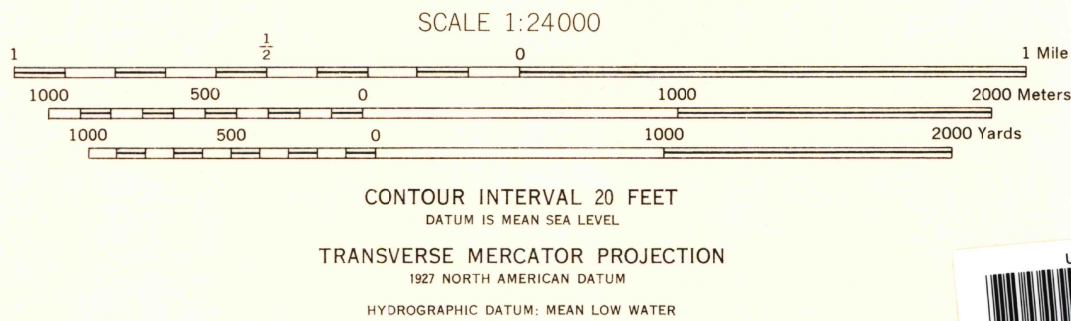 SCALE 1:24000
1 ½ 0 1 Mile
1000 500 0 1000 2000 Meters
1000 500 0 1000 2000 Yards
CONTOUR INTERVAL 20 FEET
DATUM IS MEAN SEA LEVEL
TRANSVERSE MERCATOR PROJECTION
1927 NORTH AMERICAN DATUM
HYDROGRAPHIC DATUM: MEAN LOW WATER